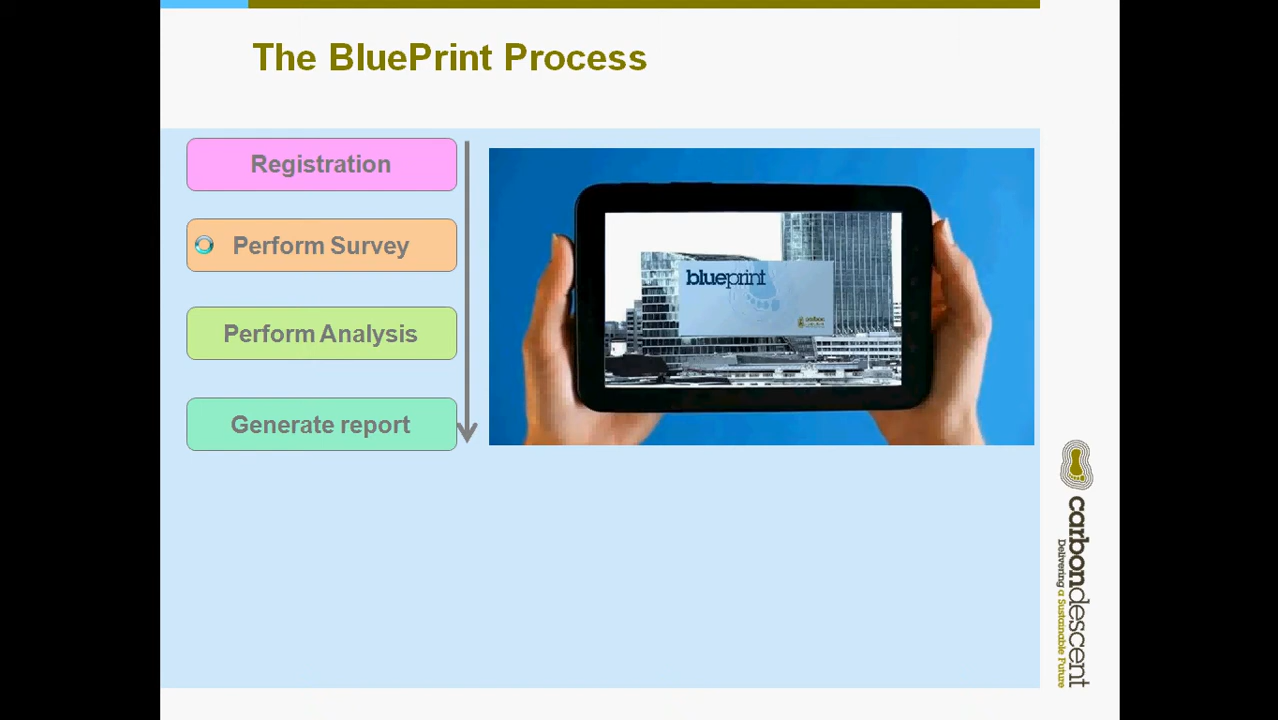 The BluePrint Process
Registration
Perform Survey
Perform Analysis
Generate report
blueprint
carbondescent
Delivering a Sustainable Future